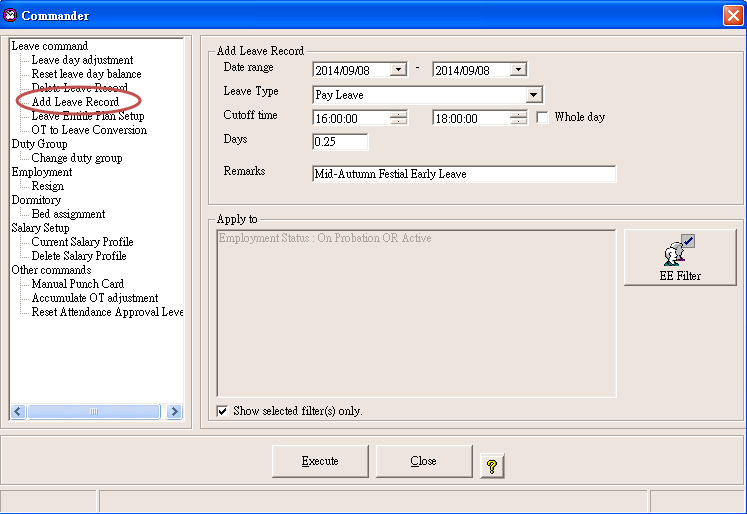 Commander
Leave command
Leave day adjustment
Reset leave day balance
Delete Leave Record
Add Leave Record
Leave Entitle Plan Setup
OT to Leave Conversion
Duty Group
Change duty group
Employment
Resign
Dormitory
Bed assignment
Salary Setup
Current Salary Profile
Delete Salary Profile
Other commands
Manual Punch Card
Accumulate OT adjustment
Reset Attendance Approval Leve
Add Leave Record
Date range 2014/09/08 - 2014/09/08
Leave Type Pay Leave
Cutoff time 16:00:00 18:00:00 Whole day
Days 0.25
Remarks Mid-Autumn Festial Early Leave
Apply to
Employment Status : On Probation OR Active
EE Filter
Show selected filter(s) only.
Execute Close ?